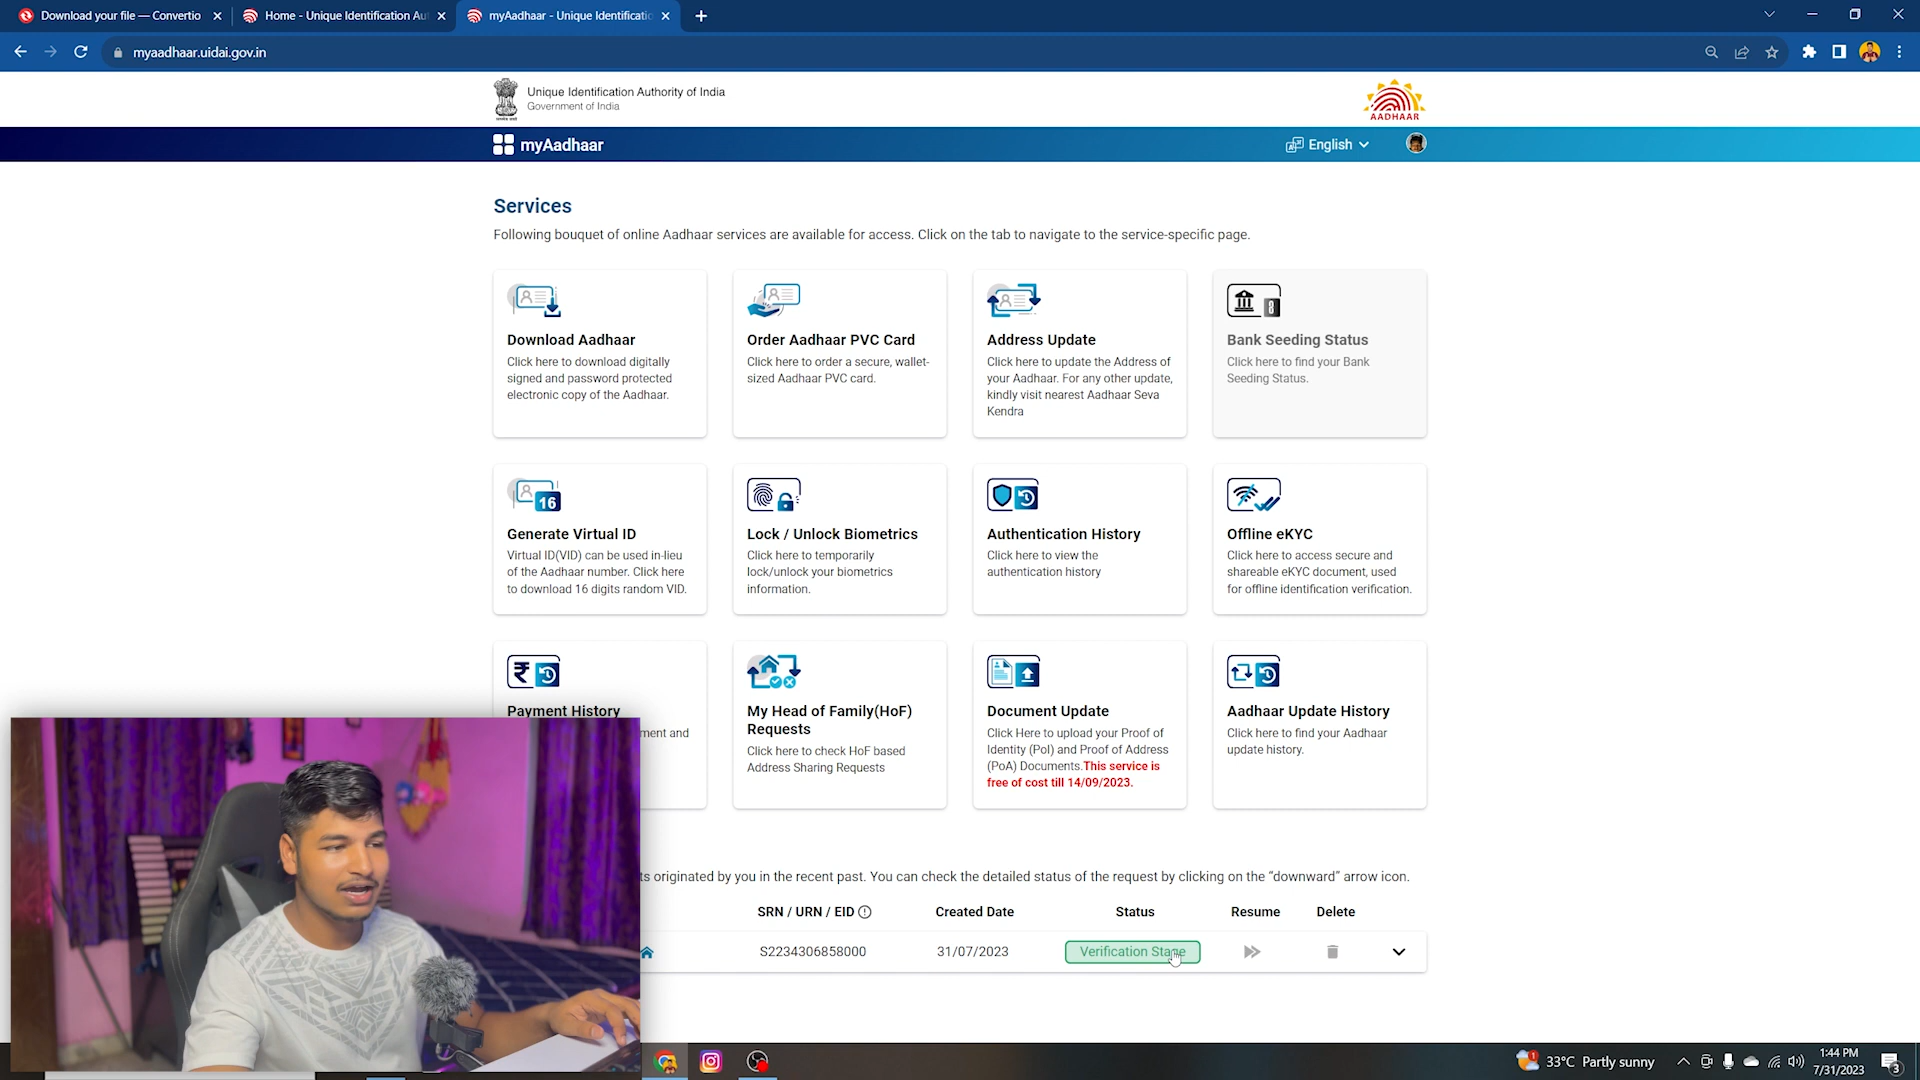 Download your file — Convertio
Home - Unique Identification Au
myAadhaar - Unique Identificatio
myaadhaar.uidai.gov.in
Unique Identification Authority of India
Government of India
AADHAAR
myAadhaar
English
Services
Following bouquet of online Aadhaar services are available for access. Click on the tab to navigate to the service-specific page.
Download Aadhaar
Click here to download digitally
signed and password protected
electronic copy of the Aadhaar.
Order Aadhaar PVC Card
Click here to order a secure, wallet-
sized Aadhaar PVC card.
Address Update
Click here to update the Address of
your Aadhaar. For any other update,
kindly visit nearest Aadhaar Seva
Kendra
Bank Seeding Status
Click here to find your Bank
Seeding Status.
16
Generate Virtual ID
Virtual ID(VID) can be used in-lieu
of the Aadhaar number. Click here
to download 16 digits random VID.
Lock / Unlock Biometrics
Click here to temporarily
lock/unlock your biometrics
information.
Authentication History
Click here to view the
authentication history
Offline eKYC
Click here to access secure and
shareable eKYC document, used
for offline identification verification.
₹
Payment History
ment and
My Head of Family(HoF)
Requests
Click here to check HoF based
Address Sharing Requests
Document Update
Click Here to upload your Proof of
Identity (PoI) and Proof of Address
(PoA) Documents.This service is
free of cost till 14/09/2023.
Aadhaar Update History
Click here to find your Aadhaar
update history.
ts originated by you in the recent past. You can check the detailed status of the request by clicking on the “downward” arrow icon.
SRN / URN / EID Created Date Status Resume Delete
S2234306858000 31/07/2023 Verification Stage
1 33°C Partly sunny
1:44 PM
7/31/2023
3